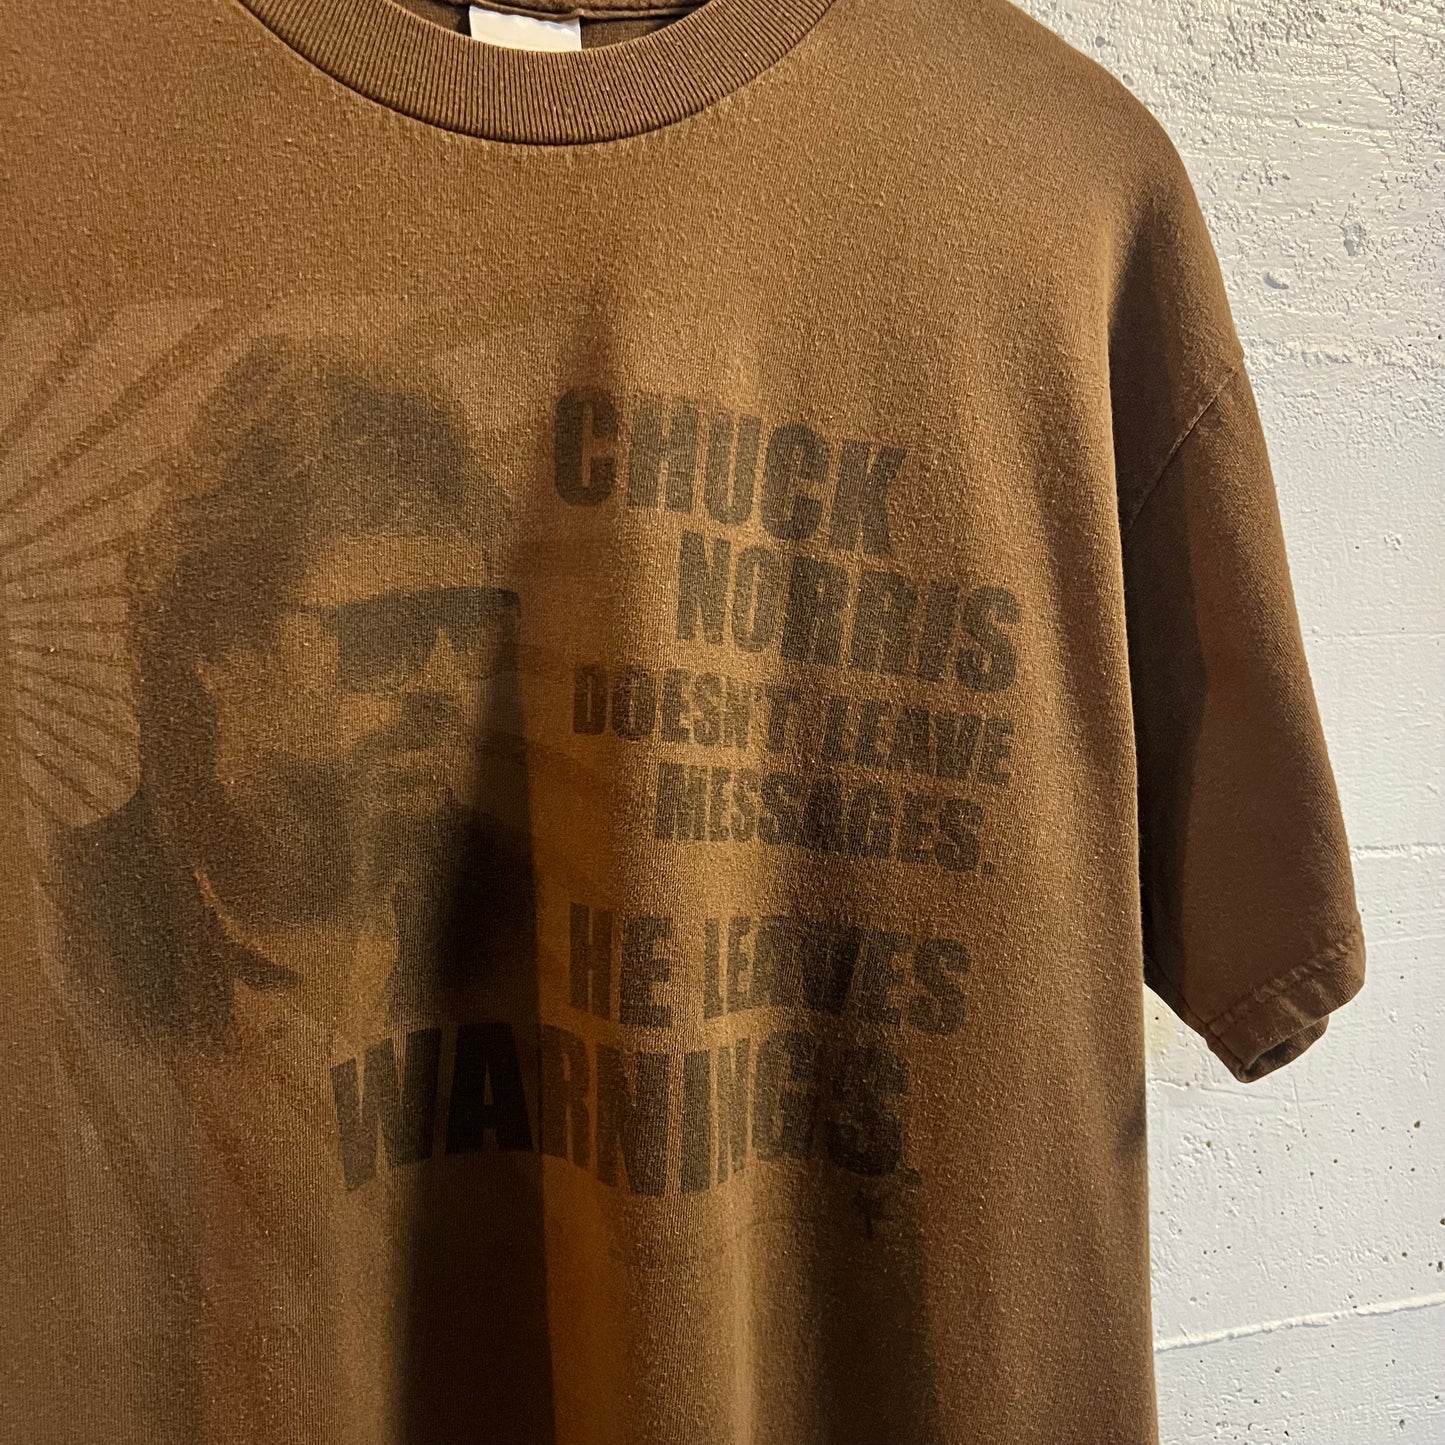 CHUCK
NORRIS
DOESN'T LEAVE
MESSAGES.
HE LEAVES
WARNINGS.